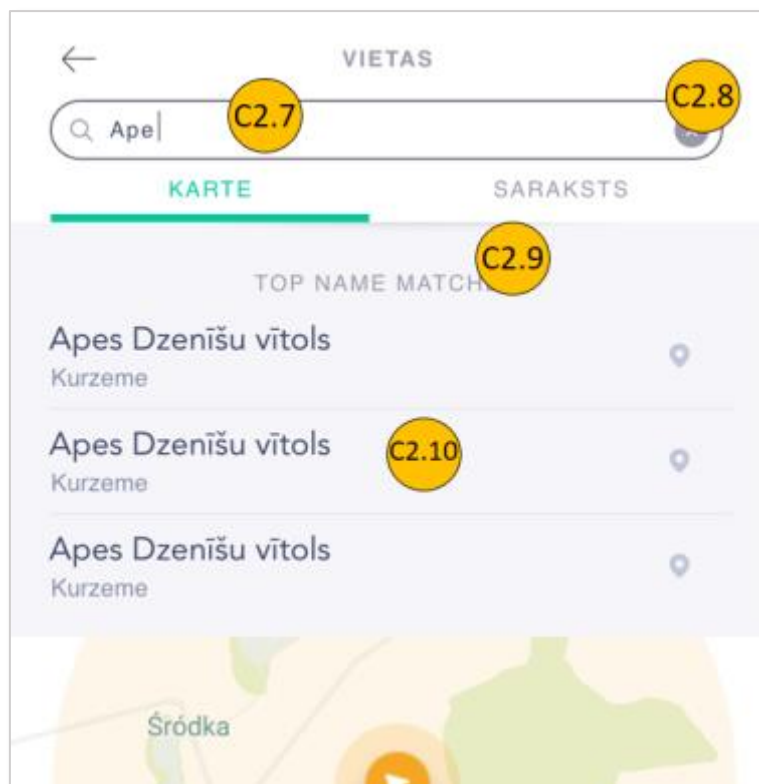 VIETAS
C2.8
Ape
C2.7
KARTE
SARAKSTS
C2.9
TOP NAME
Apes Dzenīšu vītols
Kurzeme
Apes Dzenīšu vītols
C2.10
Kurzeme
Apes Dzenīšu vītols
Kurzeme
Śródka